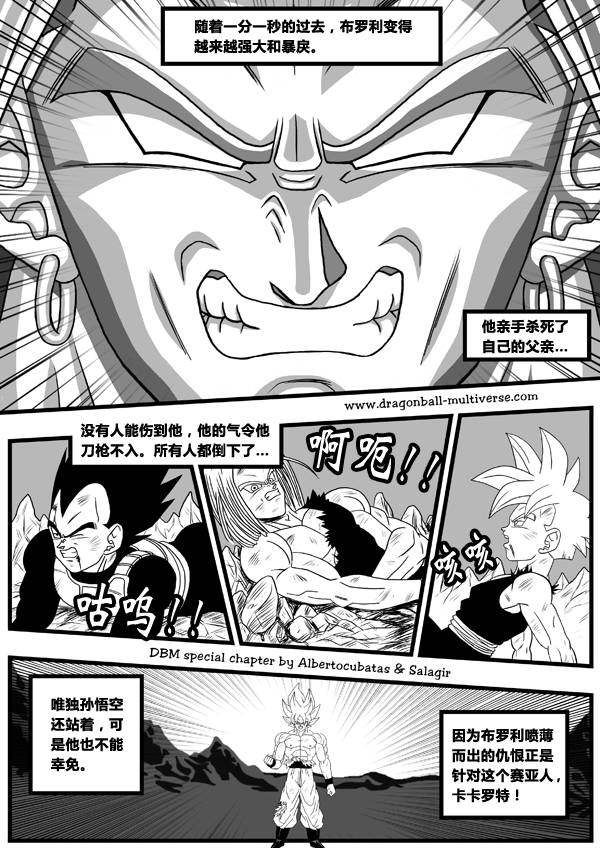 随着一分一秒的过去，布罗利变得
越来越强大和暴戾。
他亲手杀死了
自己的父亲...
www.dragonball-multiverse.com
没有人能伤到他，他的气令他
刀枪不入。所有人都倒下了...
咕呜!!
啊呃!!
咳咳
DBM special chapter by Albertocubatas & Salagir
唯独孙悟空
还站着，可
是他也不能
幸免。
因为布罗利喷薄
而出的仇恨正是
针对这个赛亚人，
卡卡罗特！